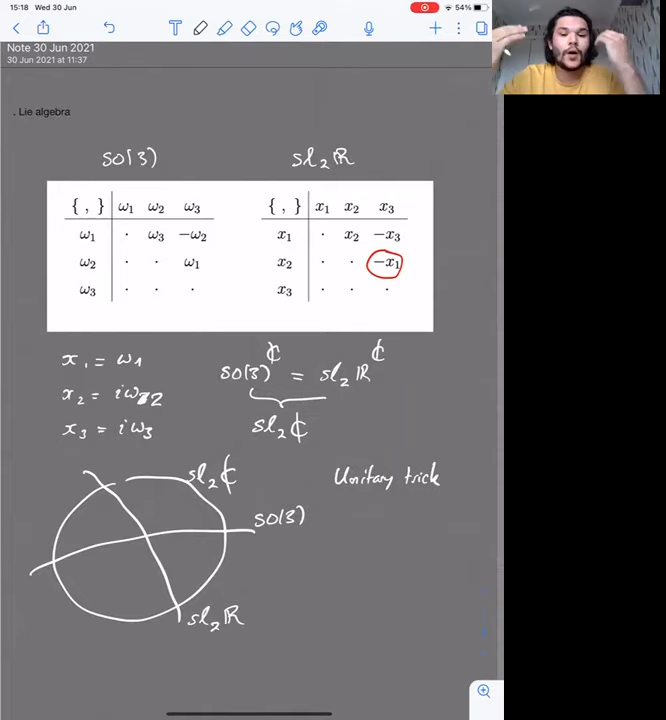 15:18 Wed 30 Jun
54%
Note 30 Jun 2021
30 Jun 2021 at 11:37
. Lie algebra
so(3)
sl₂ℝ
{ , } ω₁ ω₂ ω₃
ω₁ · ω₃ −ω₂
ω₂ · · ω₁
ω₃ · · ·
{ , } x₁ x₂ x₃
x₁ · x₂ −x₃
x₂ · · −x₁
x₃ · · ·
x₁ = ω₁
x₂ = iω₂
x₃ = iω₃
so(3)^ℂ = sl₂ℝ^ℂ
sl₂ℂ
Unitary trick
sl₂ℂ
so(3)
sl₂ℝ